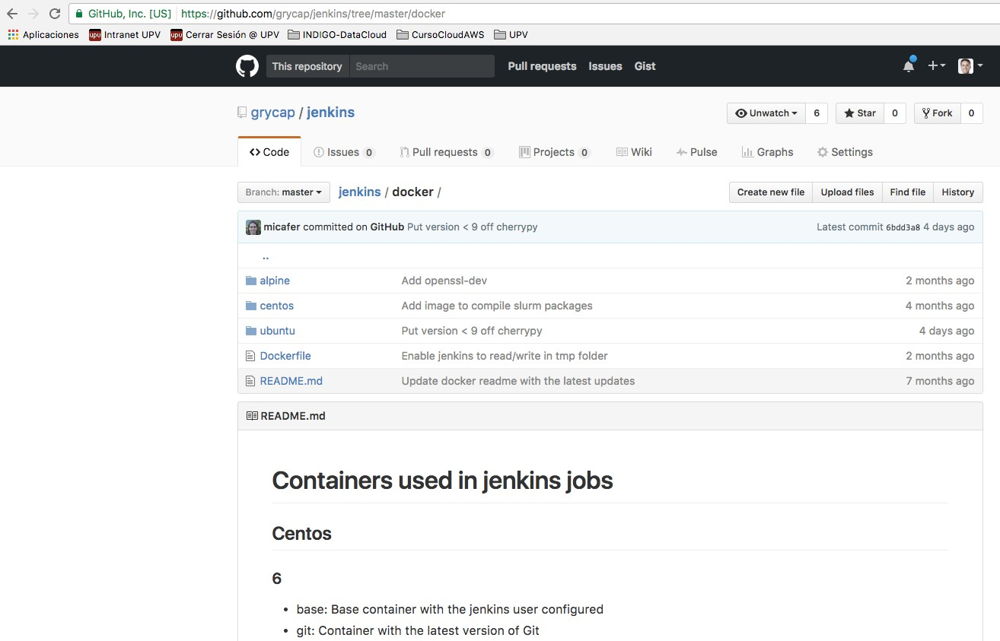 GitHub, Inc. [US] https://github.com/grycap/jenkins/tree/master/docker
Aplicaciones upv Intranet UPV upv Cerrar Sesión @ UPV INDIGO-DataCloud CursoCloudAWS UPV
This repository Search Pull requests Issues Gist
grycap / jenkins Unwatch 6 Star 0 Fork 0
Code Issues 0 Pull requests 0 Projects 0 Wiki Pulse Graphs Settings
Branch: master jenkins / docker / Create new file Upload files Find file History
micafer committed on GitHub Put version < 9 off cherrypy Latest commit 6bdd3a8 4 days ago
..
alpine Add openssl-dev 2 months ago
centos Add image to compile slurm packages 4 months ago
ubuntu Put version < 9 off cherrypy 4 days ago
Dockerfile Enable jenkins to read/write in tmp folder 2 months ago
README.md Update docker readme with the latest updates 7 months ago
README.md
Containers used in jenkins jobs
Centos
6
• base: Base container with the jenkins user configured
• git: Container with the latest version of Git